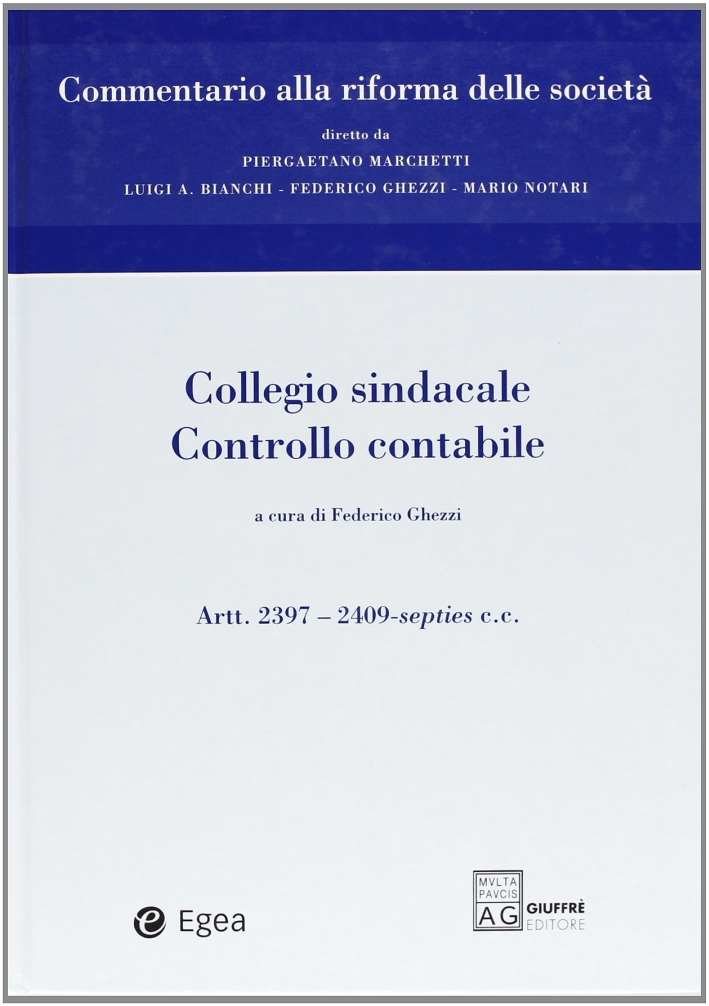 Commentario alla riforma delle società
diretto da
PIERGAETANO MARCHETTI
LUIGI A. BIANCHI - FEDERICO GHEZZI - MARIO NOTARI
Collegio sindacale
Controllo contabile
a cura di Federico Ghezzi
Artt. 2397 – 2409-septies c.c.
e Egea
MVLTA
PAVCIS
AG
GIUFFRÈ
EDITORE